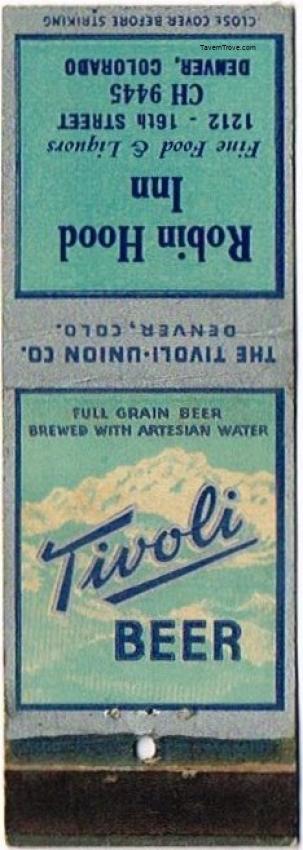 CLOSE COVER BEFORE STRIKING
TavernTrove.com
Robin Hood
Inn
Fine Food & Liquors
1212 - 16th STREET
CH 9445
DENVER, COLORADO
THE TIVOLI-UNION CO.
DENVER, COLO.
FULL GRAIN BEER
BREWED WITH ARTESIAN WATER
Tivoli
BEER